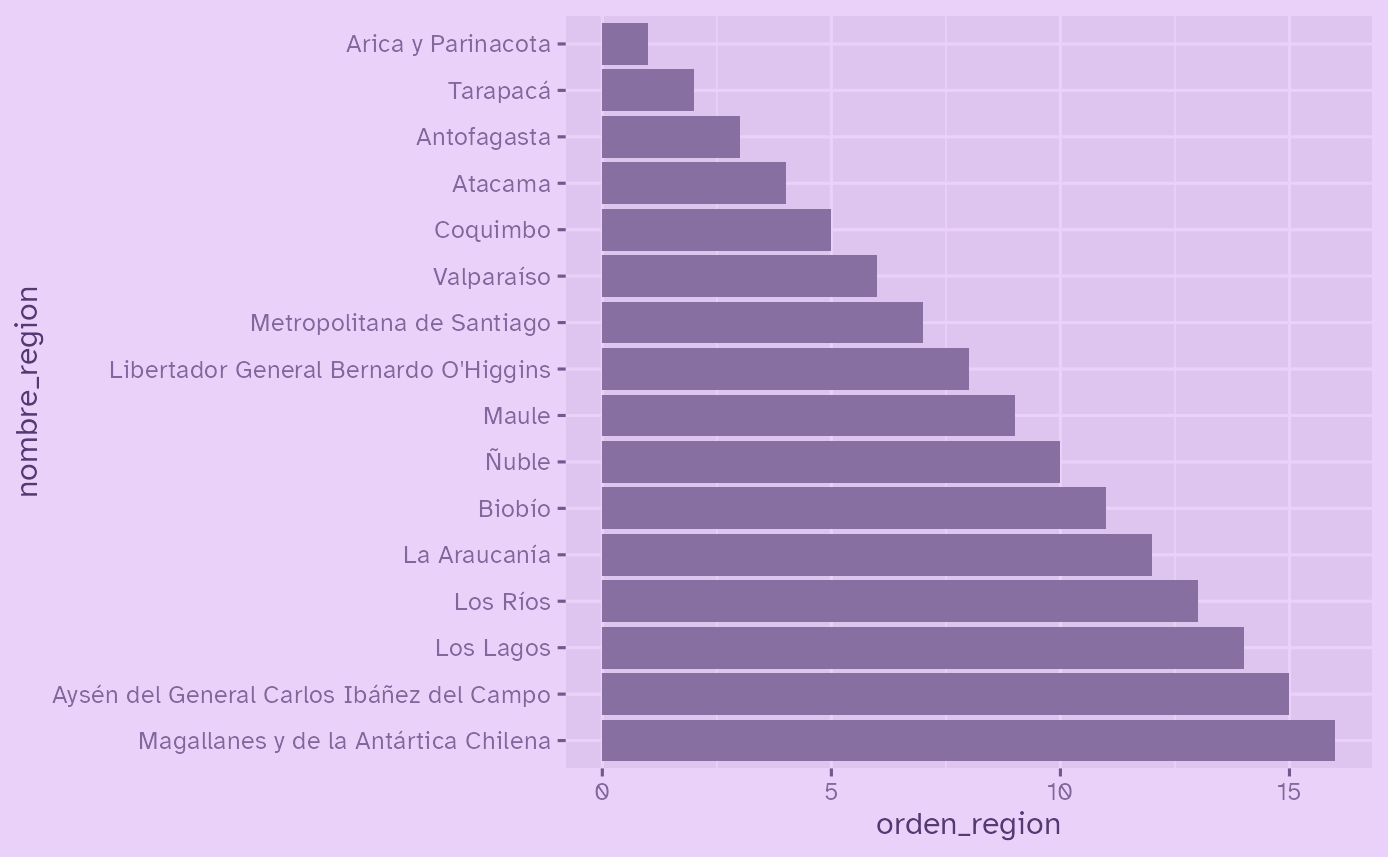 Arica y Parinacota
Tarapacá
Antofagasta
Atacama
Coquimbo
Valparaíso
Metropolitana de Santiago
Libertador General Bernardo O'Higgins
Maule
Ñuble
Biobío
La Araucanía
Los Ríos
Los Lagos
Aysén del General Carlos Ibáñez del Campo
Magallanes y de la Antártica Chilena
nombre_region
0 5 10 15
orden_region